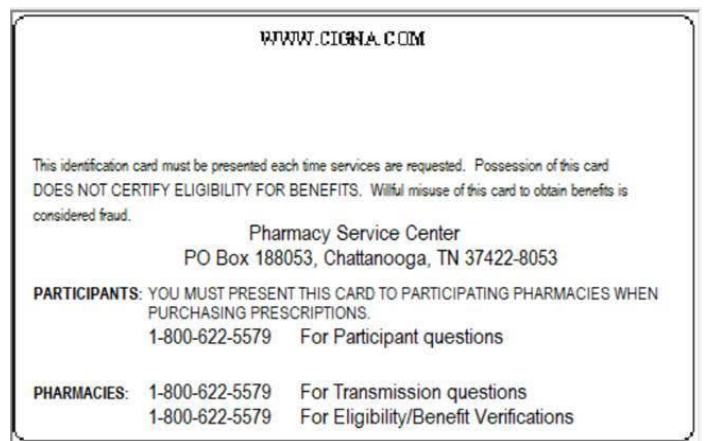 WWW.CIGNA.COM
This identification card must be presented each time services are requested. Possession of this card
DOES NOT CERTIFY ELIGIBILITY FOR BENEFITS. Willful misuse of this card to obtain benefits is
considered fraud.
Pharmacy Service Center
PO Box 188053, Chattanooga, TN 37422-8053
PARTICIPANTS: YOU MUST PRESENT THIS CARD TO PARTICIPATING PHARMACIES WHEN
PURCHASING PRESCRIPTIONS.
1-800-622-5579 For Participant questions
PHARMACIES: 1-800-622-5579 For Transmission questions
1-800-622-5579 For Eligibility/Benefit Verifications